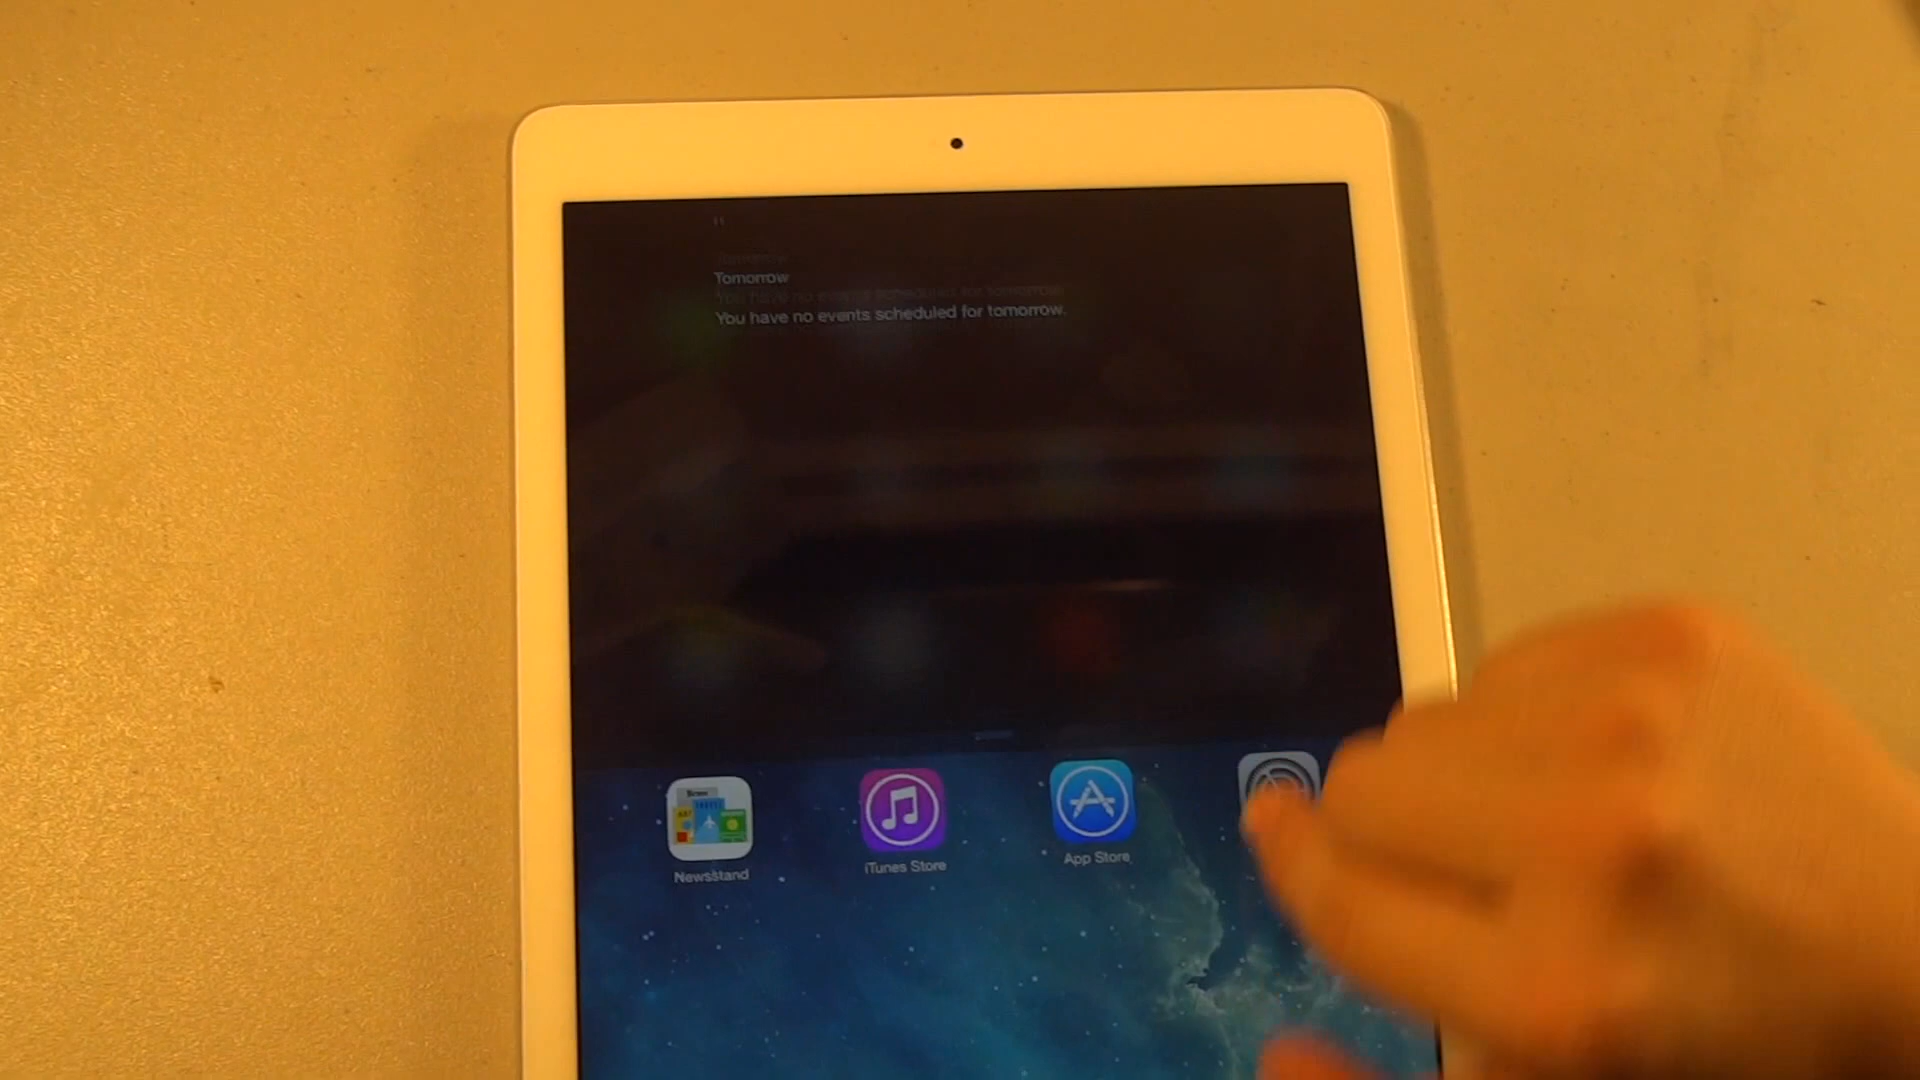 Tomorrow
You have no events scheduled for tomorrow.
Newsstand
iTunes Store
App Store